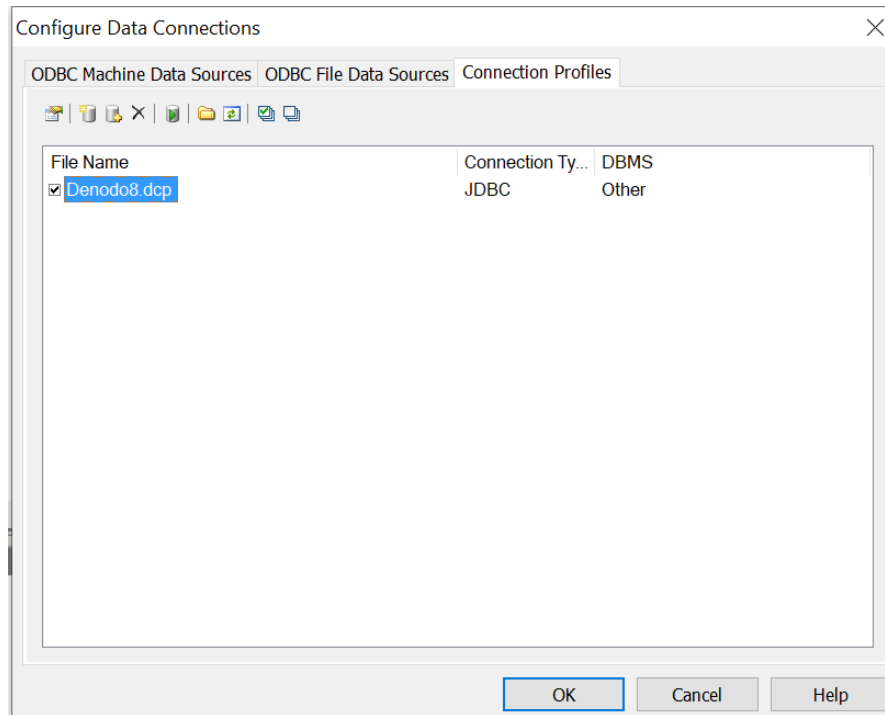 Configure Data Connections
ODBC Machine Data Sources ODBC File Data Sources Connection Profiles
File Name Connection Ty... DBMS
Denodo8.dcp JDBC Other
OK Cancel Help